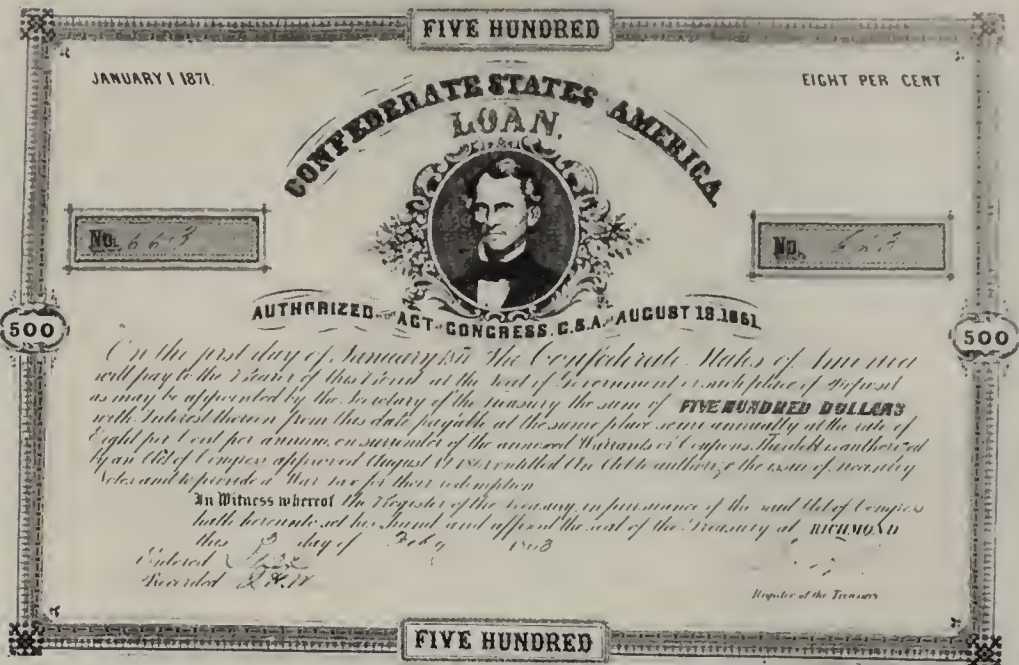 FIVE HUNDRED
JANUARY 1 1871.
EIGHT PER CENT
CONFEDERATE STATES AMERICA
LOAN.
No. 663
No. 663
AUTHORIZED ACT CONGRESS, C.S.A. AUGUST 19.1861.
500
500
On the first day of January 1871 The Confederate States of America
will pay to the Bearer of this Bond at the seat of Government or such place of deposit
as may be appointed by the Secretary of the Treasury the sum of FIVE HUNDRED DOLLARS
with Interest thereon from this date payable at the same place semi annually at the rate of
Eight per Cent per annum, on surrender of the annexed Warrants or Coupons. This debt is authorized
by an Act of Congress approved August 19 1861 entitled An Act to authorize the issue of Treasury
Notes and to provide a War tax for their redemption
In Witness whereof the Register of the Treasury in pursuance of the said Act of Congress
hath hereunto set his Hand and affixed the seal of the Treasury at RICHMOND
this day of Feby 1863
Entered
Recorded
Register of the Treasury
FIVE HUNDRED